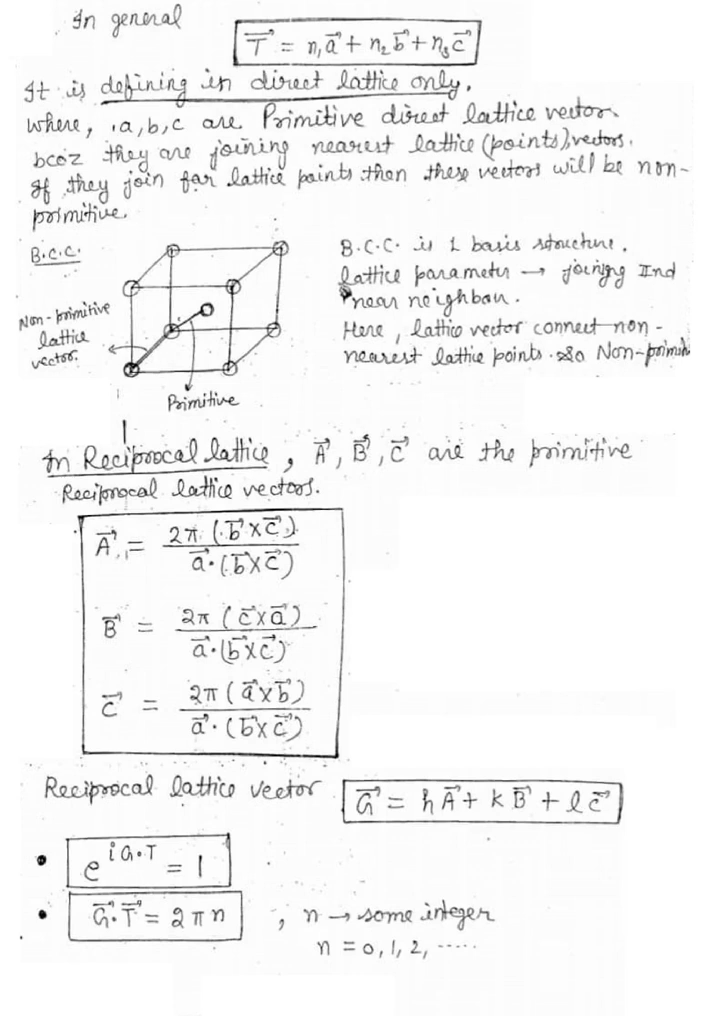 In general
T⃗ = n₁a⃗ + n₂b⃗ + n₃c⃗
It is defining in direct lattice only.
where, a, b, c are Primitive direct lattice vector.
bcoz they are joining nearest lattice (points), vectors.
If they join far lattice points then these vectors will be non-
primitive.
B.C.C.
Non-primitive
lattice
vector.
Primitive
B.C.C. is 1 basis structure.
lattice parameter → joining IInd
near neighbour.
Here, lattice vector connect non-
nearest lattice points. So Non-primi
In Reciprocal lattice, A⃗, B⃗, C⃗ are the primitive
Reciprocal lattice vectors.
A⃗ = 2π (b⃗ × c⃗) / a⃗·(b⃗ × c⃗)
B⃗ = 2π (c⃗ × a⃗) / a⃗·(b⃗ × c⃗)
C⃗ = 2π (a⃗ × b⃗) / a⃗·(b⃗ × c⃗)
Reciprocal lattice vector G⃗ = hA⃗ + kB⃗ + lC⃗
• e^{iG·T} = 1
• G⃗·T⃗ = 2πn , n → some integer
n = 0, 1, 2, .....